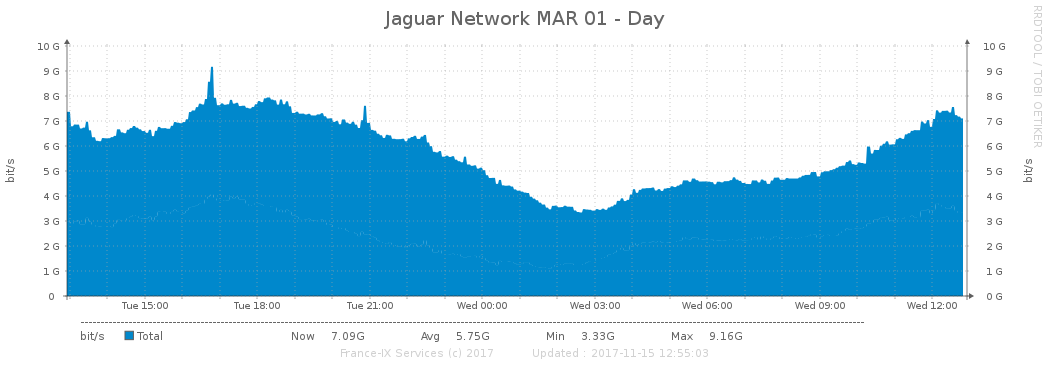 Jaguar Network MAR 01 - Day
RRDTOOL / TOBI OETIKER
10 G 10 G
9 G 9 G
8 G 8 G
7 G 7 G
6 G 6 G
5 G 5 G
4 G 4 G
3 G 3 G
2 G 2 G
1 G 1 G
0 0 G
bit/s
bit/s
Tue 15:00 Tue 18:00 Tue 21:00 Wed 00:00 Wed 03:00 Wed 06:00 Wed 09:00 Wed 12:00
bit/s Total Now 7.09G Avg 5.75G Min 3.33G Max 9.16G
France-IX Services (c) 2017 Updated : 2017-11-15 12:55:03